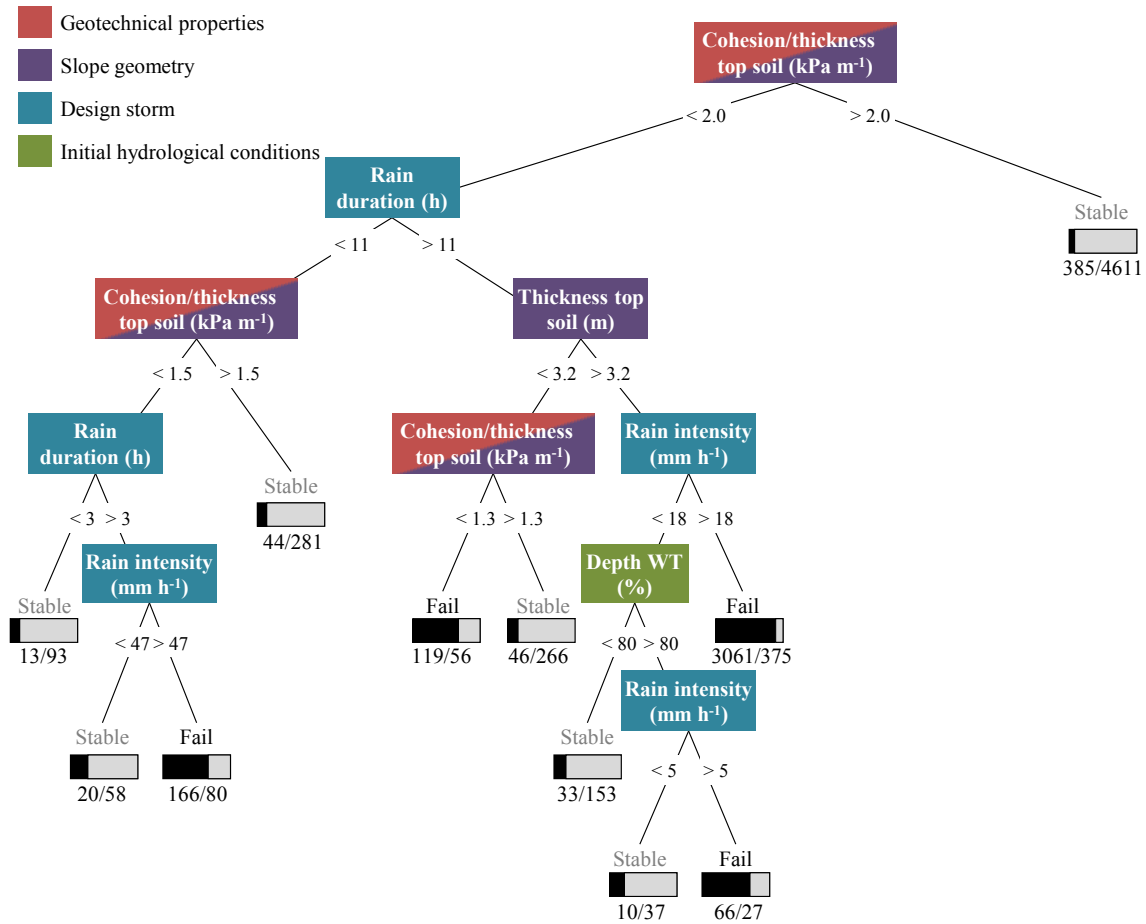 Geotechnical properties
Slope geometry
Design storm
Initial hydrological conditions
Cohesion/thickness
top soil (kPa m⁻¹)
< 2.0
> 2.0
Rain
duration (h)
Stable
385/4611
< 11
> 11
Cohesion/thickness
top soil (kPa m⁻¹)
Thickness top
soil (m)
< 1.5
> 1.5
< 3.2
> 3.2
Rain
duration (h)
Cohesion/thickness
top soil (kPa m⁻¹)
Rain intensity
(mm h⁻¹)
Stable
44/281
< 3
> 3
< 1.3
> 1.3
< 18
> 18
Rain intensity
(mm h⁻¹)
Depth WT
(%)
Stable
13/93
Fail
119/56
Stable
46/266
Fail
3061/375
< 47
> 47
< 80
> 80
Rain intensity
(mm h⁻¹)
Stable
20/58
Fail
166/80
Stable
33/153
< 5
> 5
Stable
10/37
Fail
66/27